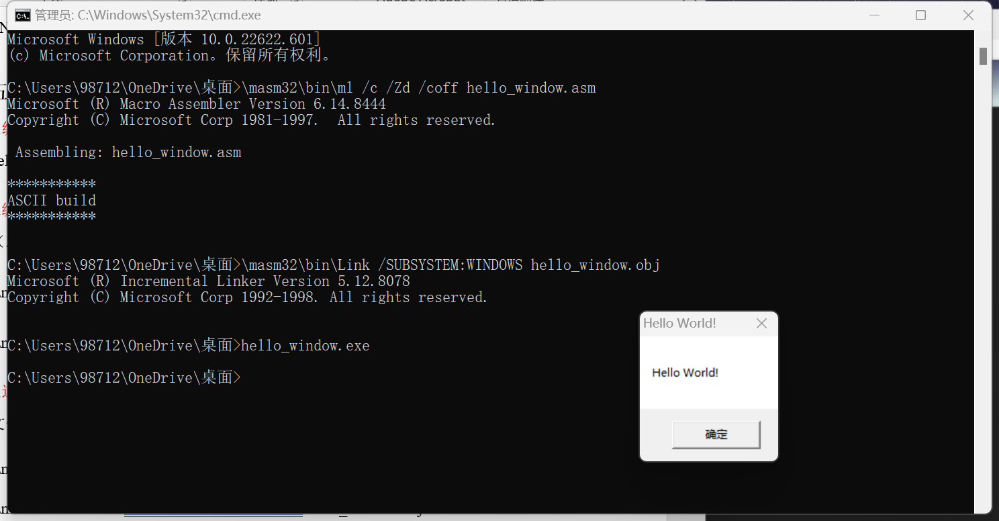 管理员: C:\Windows\System32\cmd.exe
Microsoft Windows [版本 10.0.22622.601]
(c) Microsoft Corporation。保留所有权利。
C:\Users\98712\OneDrive\桌面>\masm32\bin\ml /c /Zd /coff hello_window.asm
Microsoft (R) Macro Assembler Version 6.14.8444
Copyright (C) Microsoft Corp 1981-1997.  All rights reserved.
 Assembling: hello_window.asm
***********
ASCII build
***********
C:\Users\98712\OneDrive\桌面>\masm32\bin\Link /SUBSYSTEM:WINDOWS hello_window.obj
Microsoft (R) Incremental Linker Version 5.12.8078
Copyright (C) Microsoft Corp 1992-1998. All rights reserved.
C:\Users\98712\OneDrive\桌面>hello_window.exe
C:\Users\98712\OneDrive\桌面>
Hello World!
Hello World!
确定